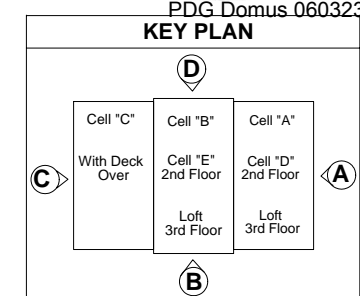 PDG Domus 060323
KEY PLAN
D
Cell "C"
Cell "B"
Cell "A"
With Deck
Over
Cell "E"
2nd Floor
Cell "D"
2nd Floor
C
A
Loft
3rd Floor
Loft
3rd Floor
B